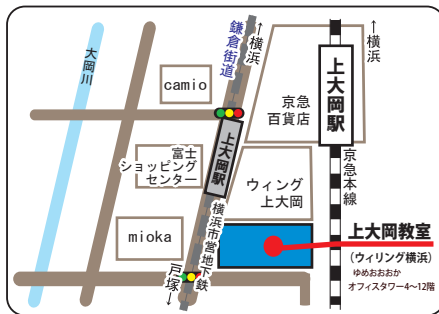 大岡川
camio
鎌倉街道
←横浜
京急
百貨店
上大岡駅
←横浜
富士
ショッピング
センター
上大岡駅
ウィング
上大岡
京急本線
mioka
横浜市営地下鉄
戸塚→
上大岡教室
(ウィリング横浜)
ゆめおおおか
オフィスタワー4〜12階